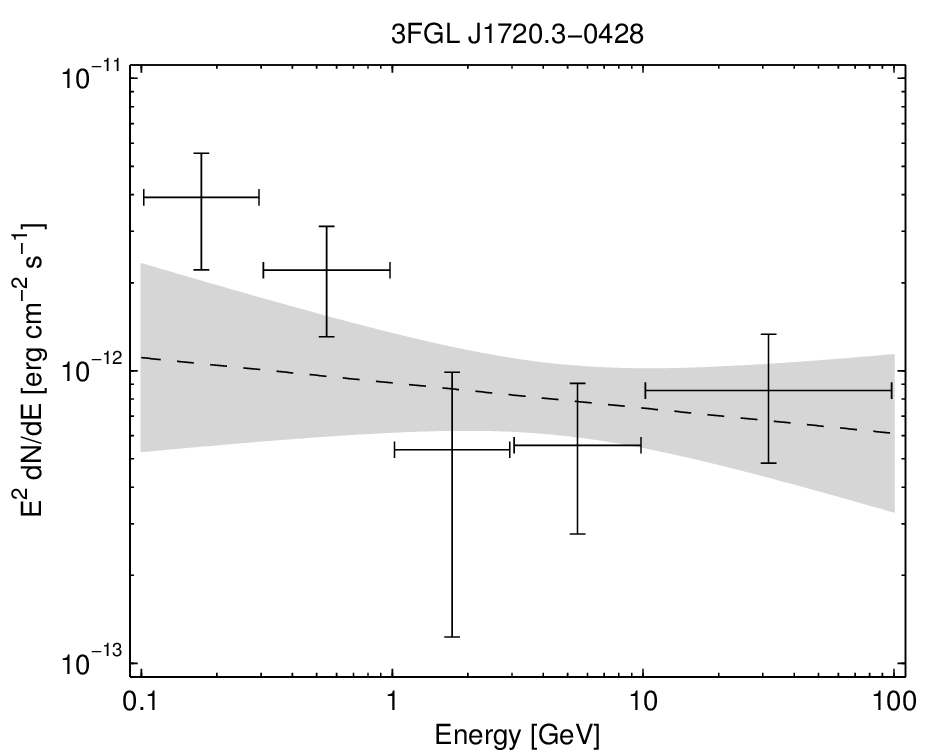 3FGL J1720.3−0428
10⁻¹¹
10⁻¹²
10⁻¹³
E² dN/dE [erg cm⁻² s⁻¹]
0.1 1 10 100
Energy [GeV]